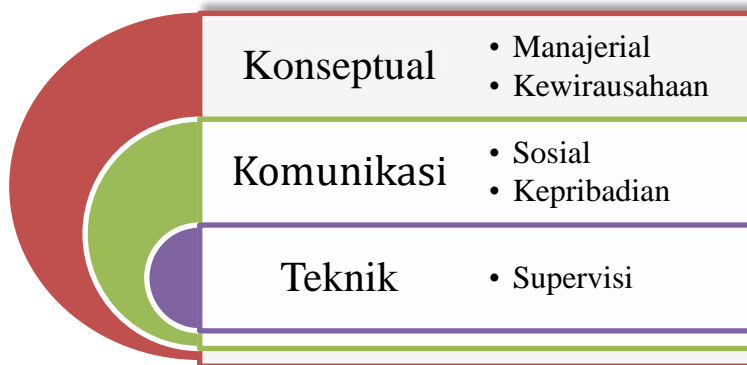 Konseptual
• Manajerial
• Kewirausahaan
Komunikasi
• Sosial
• Kepribadian
Teknik
• Supervisi